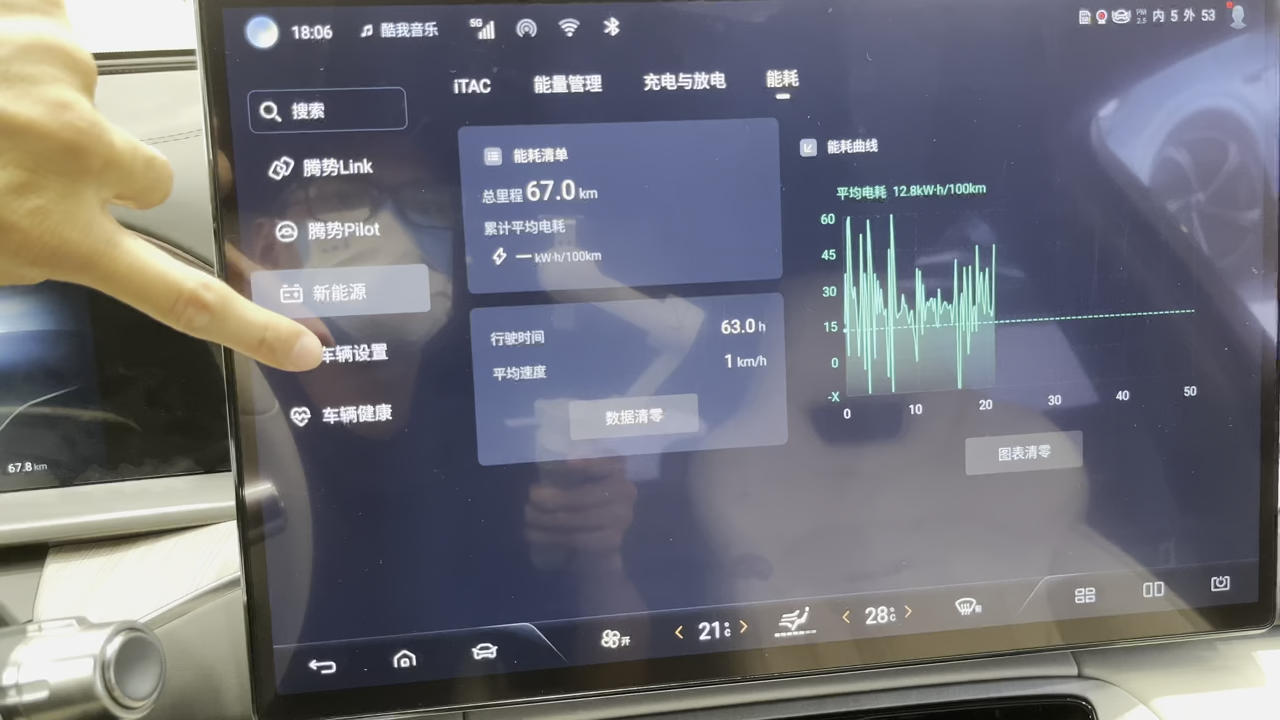 18:06 酷我音乐 5G PM 2.5 内 5 外 53
搜索
iTAC 能量管理 充电与放电 能耗
腾势Link
腾势Pilot
新能源
车辆设置
车辆健康
能耗清单
总里程 67.0 km
累计平均电耗
— kW·h/100km
行驶时间 63.0 h
平均速度 1 km/h
数据清零
能耗曲线
平均电耗 12.8kW·h/100km
60
45
30
15
0
-X
0 10 20 30 40 50
图表清零
67.8 km
开 21℃ 28℃